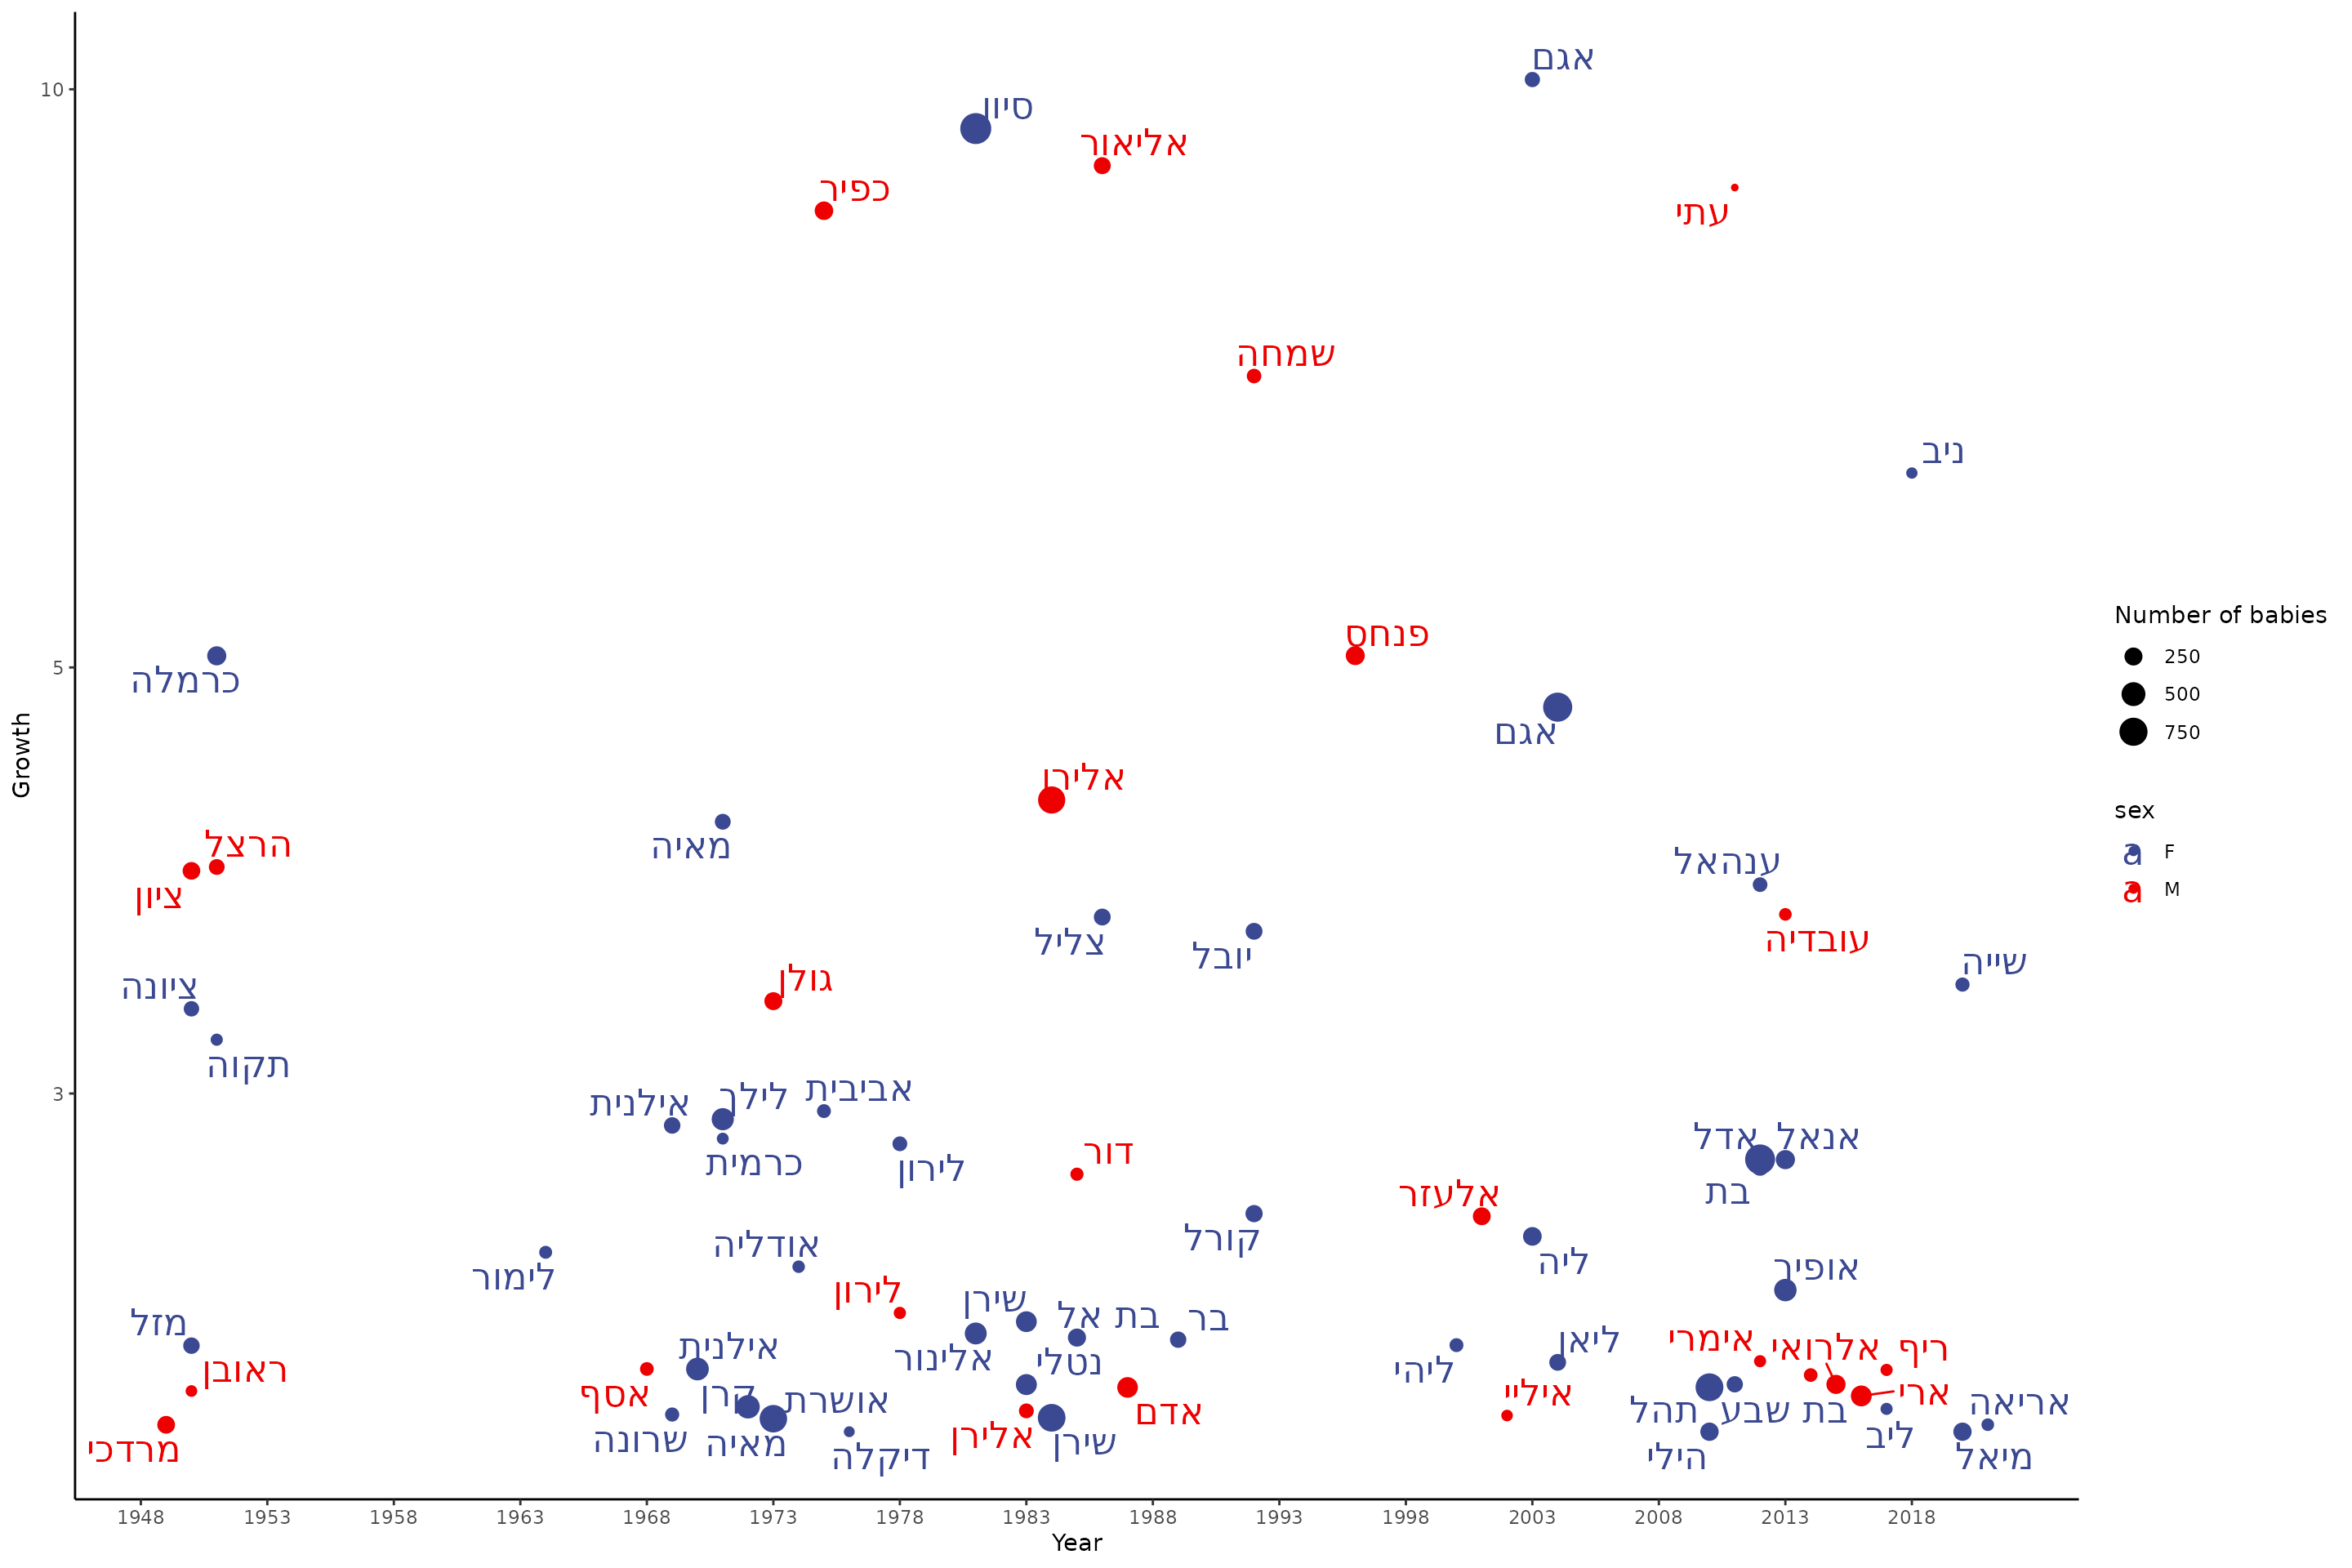 אגם
סיון
אליאור
כפיר
עתי
שמחה
ניב
פנחס
כרמלה
אגם
אלירן
מאיה
הרצל
ציון
ענהאל
צליל
יובל
עובדיה
שייה
גולן
ציונה
תקוה
אביבית
לילך
אילנית
כרמית
לירון
דור
אדל
אנאל
בת
אלעזר
קורל
ליה
אודליה
לימור
אופיר
לירון
שירן
בת אל
בר
מזל
אלינור
נטלי
ליהי
ליאן
אימרי
אלרואי
ריף
ראובן
אילנית
אסף
קרן
אושרת
אדם
איליי
תהל
בת שבע
ארי
אריאה
מרדכי
שרונה
מאיה
דיקלה
אלירן
שירן
הילי
ליב
מיאל
10
5
3
Growth
1948 1953 1958 1963 1968 1973 1978 1983 1988 1993 1998 2003 2008 2013 2018
Year
Number of babies
250
500
750
sex
a F
a M